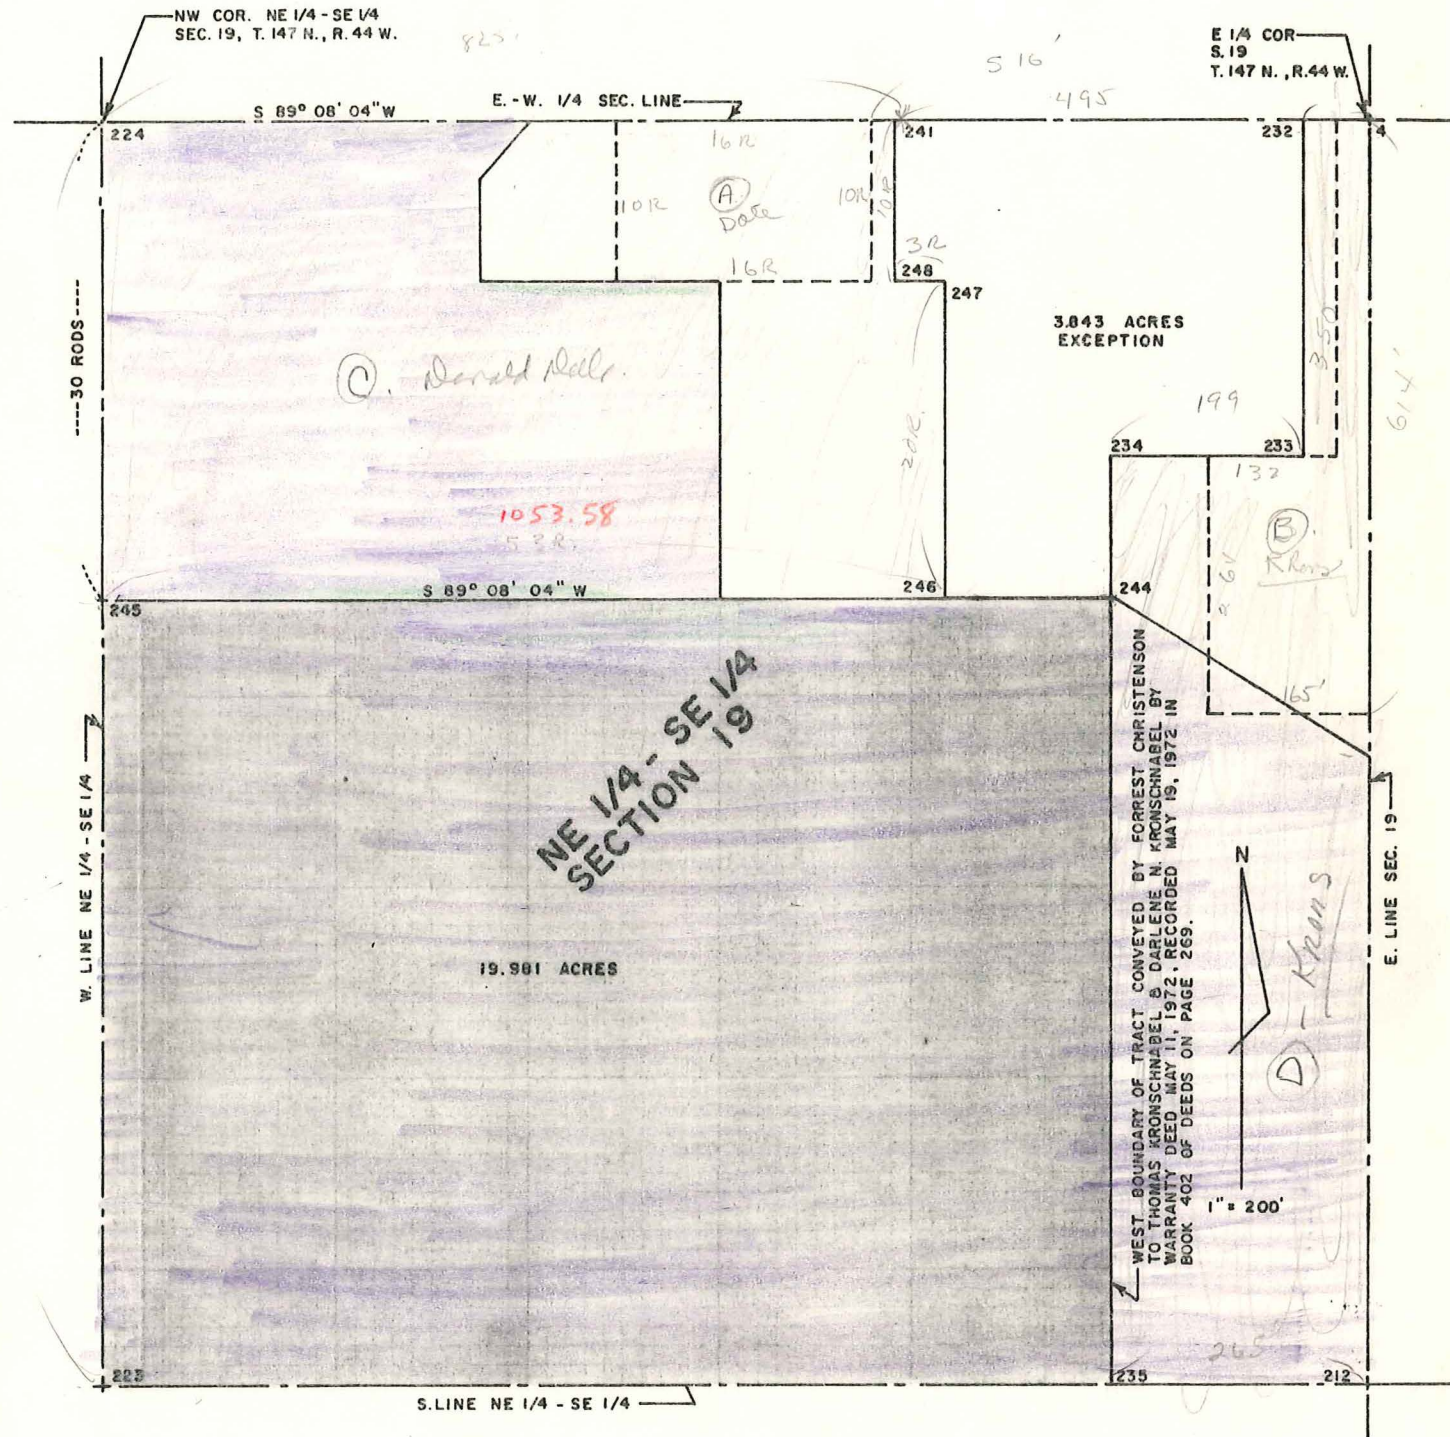 NW COR. NE 1/4 - SE 1/4
SEC. 19, T. 147 N., R. 44 W.
825.
516'
495
E 1/4 COR
S. 19
T. 147 N., R. 44 W.
S 89° 08' 04" W
E. - W. 1/4 SEC. LINE
224
241
232
4
16R
10R
A
10R
10R
3R
16R
248
247
3.843 ACRES
EXCEPTION
350
614'
----30 RODS----
C. Donald
199
234
233
132
20R.
B.
1053.58
53R.
S 89° 08' 04" W
245
246
244
264
165'
NE 1/4 - SE 1/4
SECTION 19
W. LINE NE 1/4 - SE 1/4
19.981 ACRES
WEST BOUNDARY OF TRACT CONVEYED BY FORREST CHRISTENSON
TO THOMAS KRONSCHNABEL & DARLENE N. KRONSCHNABEL BY
WARRANTY DEED MAY 11, 1972, RECORDED MAY 19, 1972 IN
BOOK 402 OF DEEDS ON PAGE 269.
N
D - Krons
E. LINE SEC. 19
1" = 200'
265
223
235
212
S. LINE NE 1/4 - SE 1/4